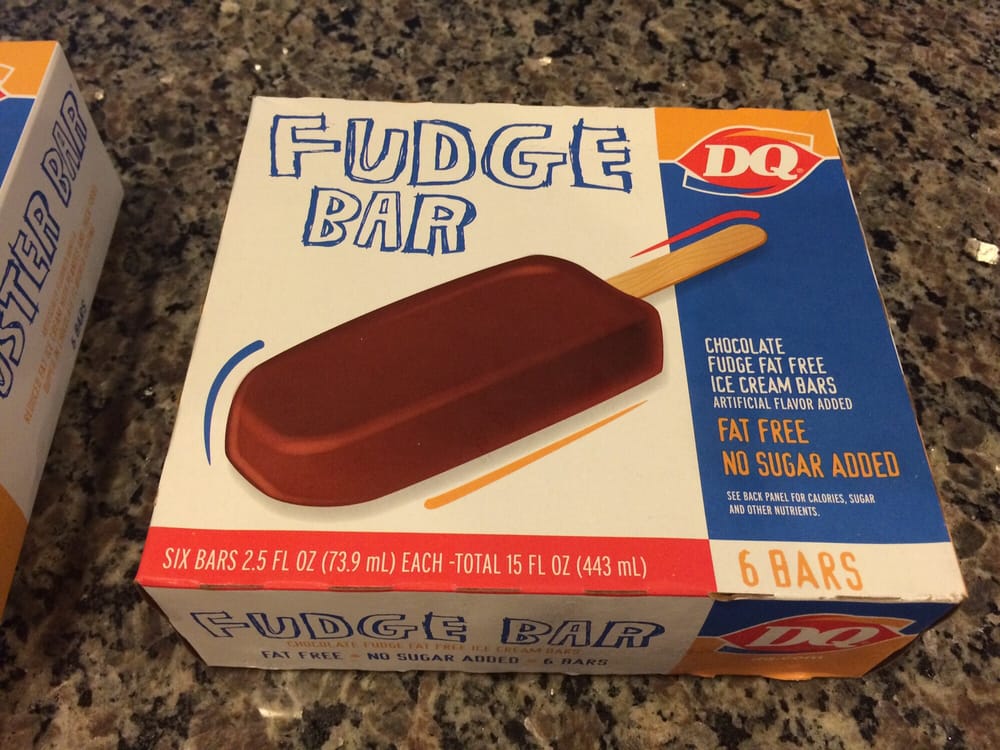 FUDGE
BAR
DQ
CHOCOLATE
FUDGE FAT FREE
ICE CREAM BARS
ARTIFICIAL FLAVOR ADDED
FAT FREE
NO SUGAR ADDED
SEE BACK PANEL FOR CALORIES, SUGAR
AND OTHER NUTRIENTS.
SIX BARS 2.5 FL OZ (73.9 mL) EACH -TOTAL 15 FL OZ (443 mL)
6 BARS
FUDGE BAR
CHOCOLATE FUDGE FAT FREE ICE CREAM BARS
FAT FREE • NO SUGAR ADDED • 6 BARS
DQ
BAR
6 BARS